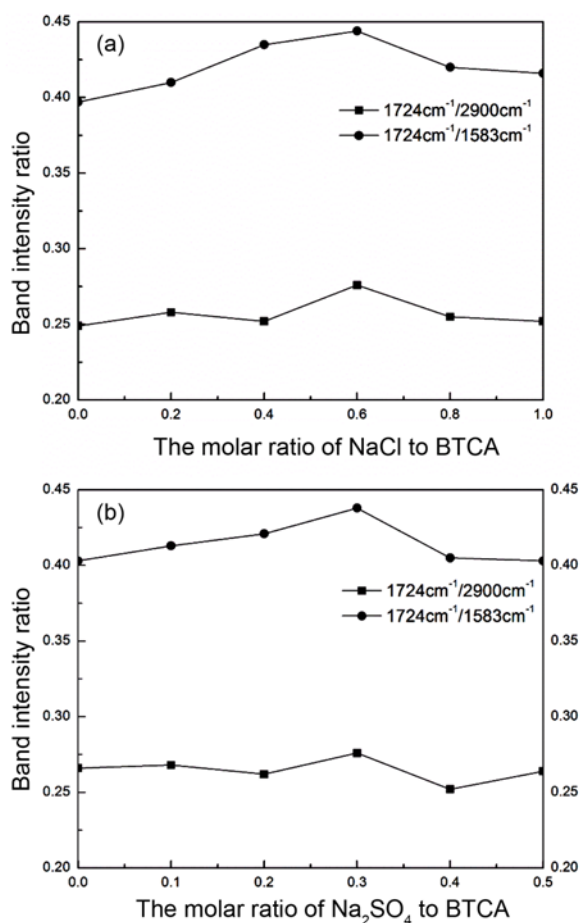 (a)
0.45
0.40
0.35
0.30
0.25
0.20
Band intensity ratio
1724cm⁻¹/2900cm⁻¹
1724cm⁻¹/1583cm⁻¹
0.0 0.2 0.4 0.6 0.8 1.0
The molar ratio of NaCl to BTCA
(b)
0.45 0.45
0.40 0.40
0.35 0.35
0.30 0.30
0.25 0.25
0.20 0.20
Band intensity ratio
1724cm⁻¹/2900cm⁻¹
1724cm⁻¹/1583cm⁻¹
0.0 0.1 0.2 0.3 0.4 0.5
The molar ratio of Na₂SO₄ to BTCA